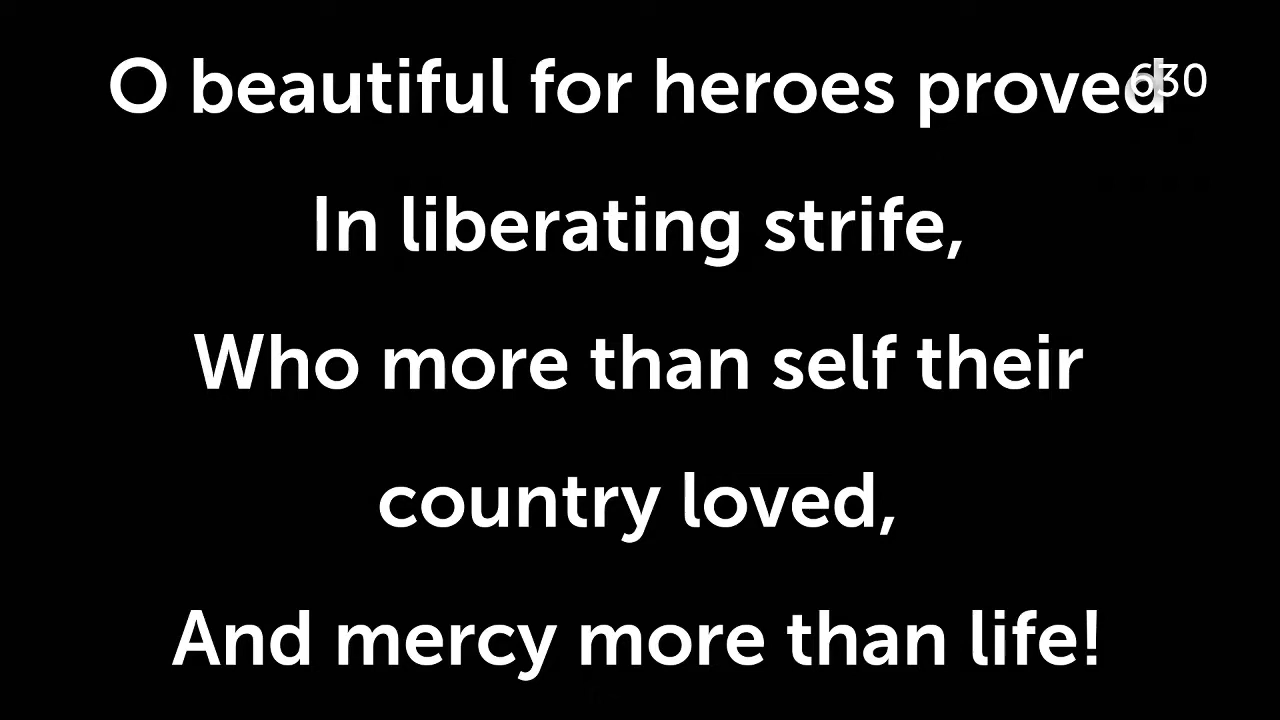 O beautiful for heroes proved
630
In liberating strife,
Who more than self their
country loved,
And mercy more than life!